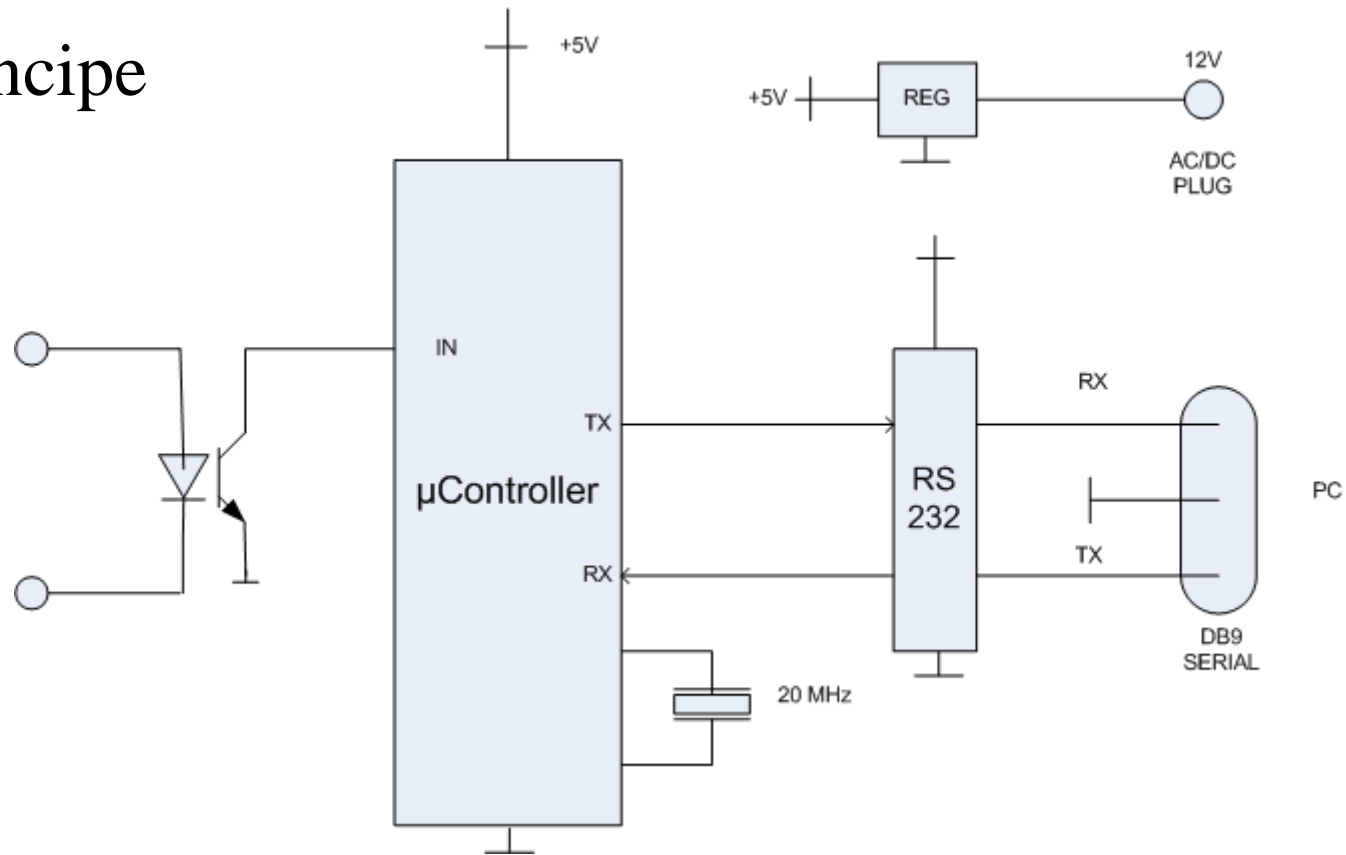 ncipe
+5V
12V
+5V
REG
AC/DC
PLUG
IN
RX
TX
RS
232
µController
PC
TX
RX
DB9
SERIAL
20 MHz